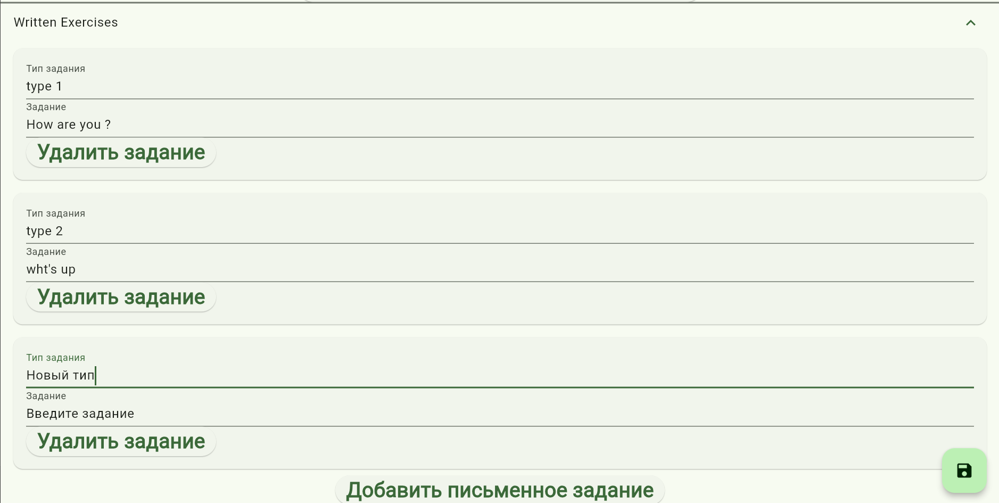 Written Exercises
Тип задания
type 1
Задание
How are you ?
Удалить задание
Тип задания
type 2
Задание
wht's up
Удалить задание
Тип задания
Новый тип
Задание
Введите задание
Удалить задание
Добавить письменное задание